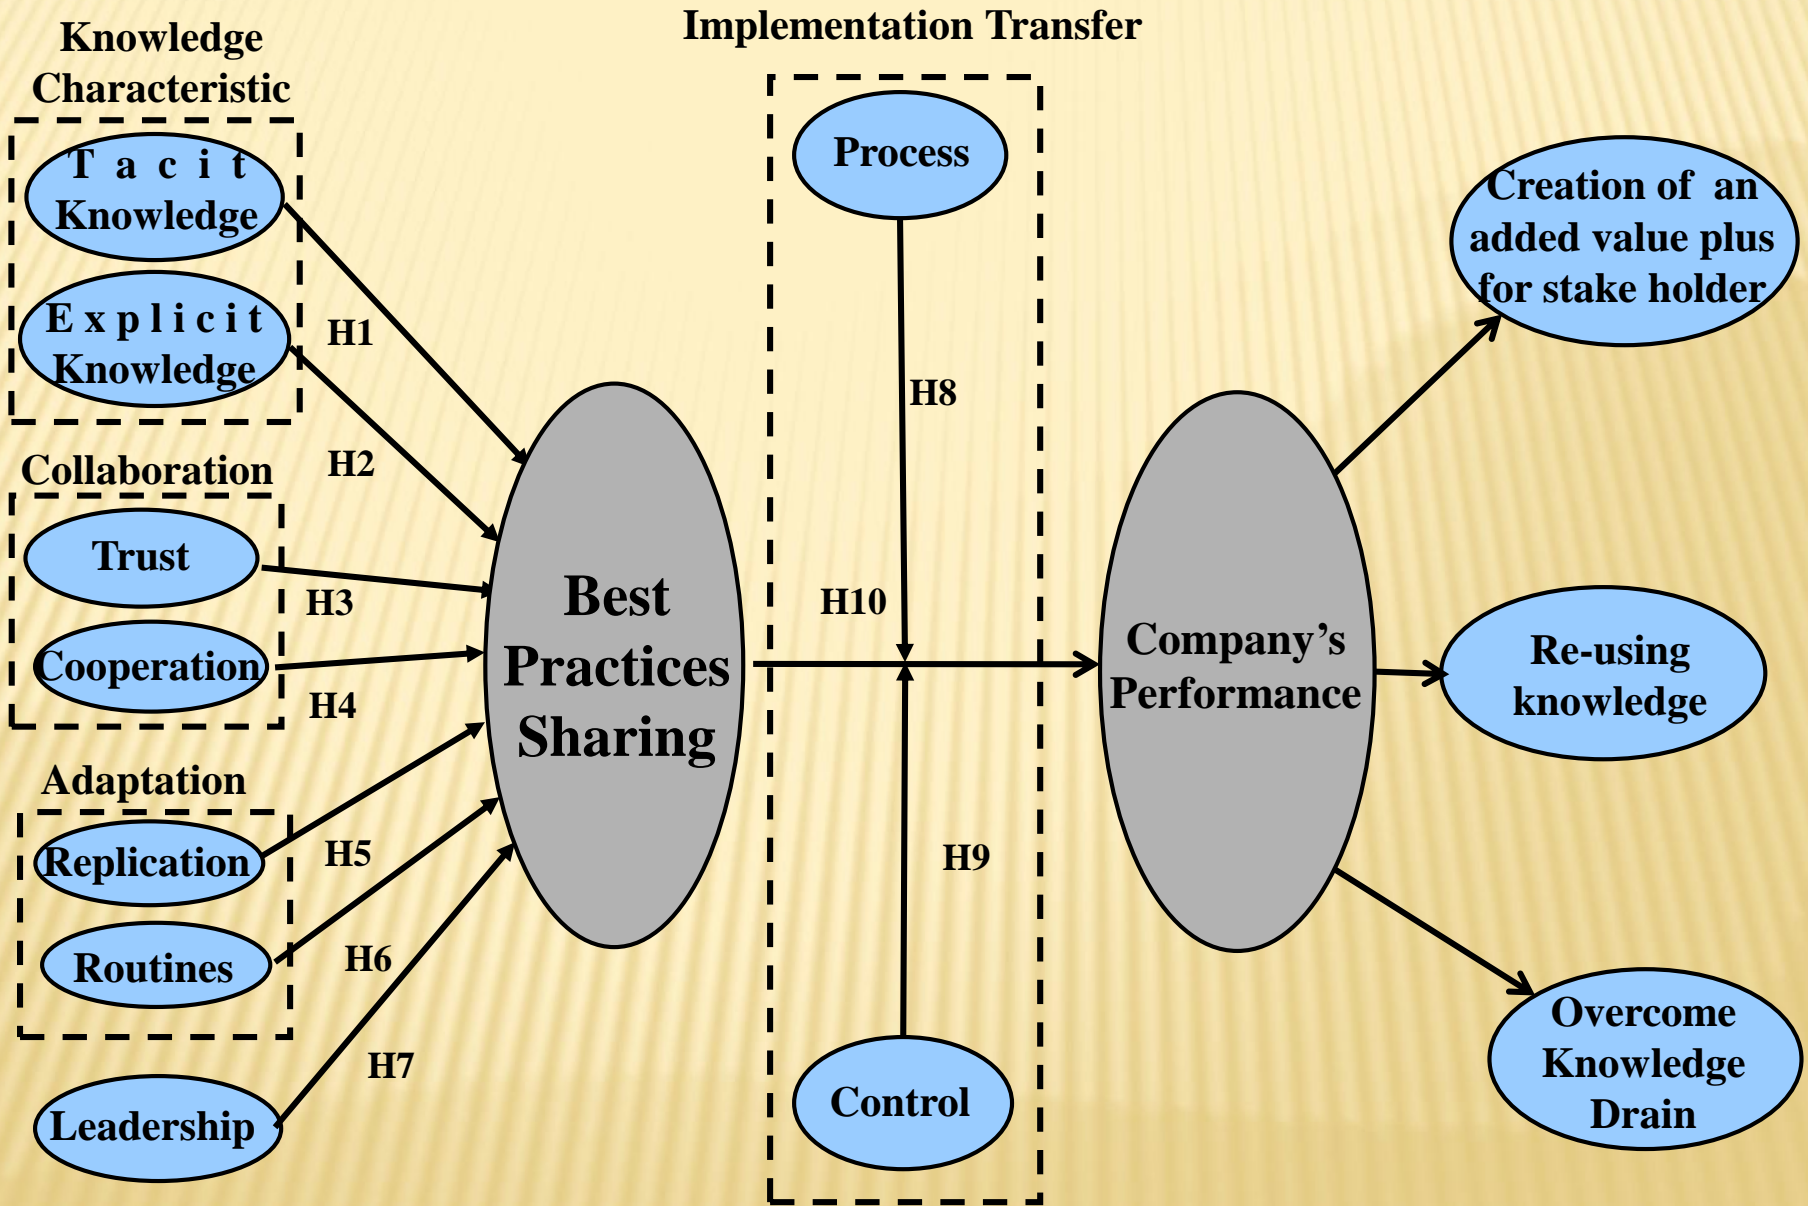 Implementation Transfer
Knowledge
Characteristic
T a c i t
Knowledge
E x p l i c i t
Knowledge
H1
H2
Collaboration
Trust
Cooperation
H3
H4
Adaptation
Replication
Routines
H5
H6
Leadership
H7
Best
Practices
Sharing
Process
H8
H10
H9
Control
Company’s
Performance
Creation of an
added value plus
for stake holder
Re-using
knowledge
Overcome
Knowledge
Drain